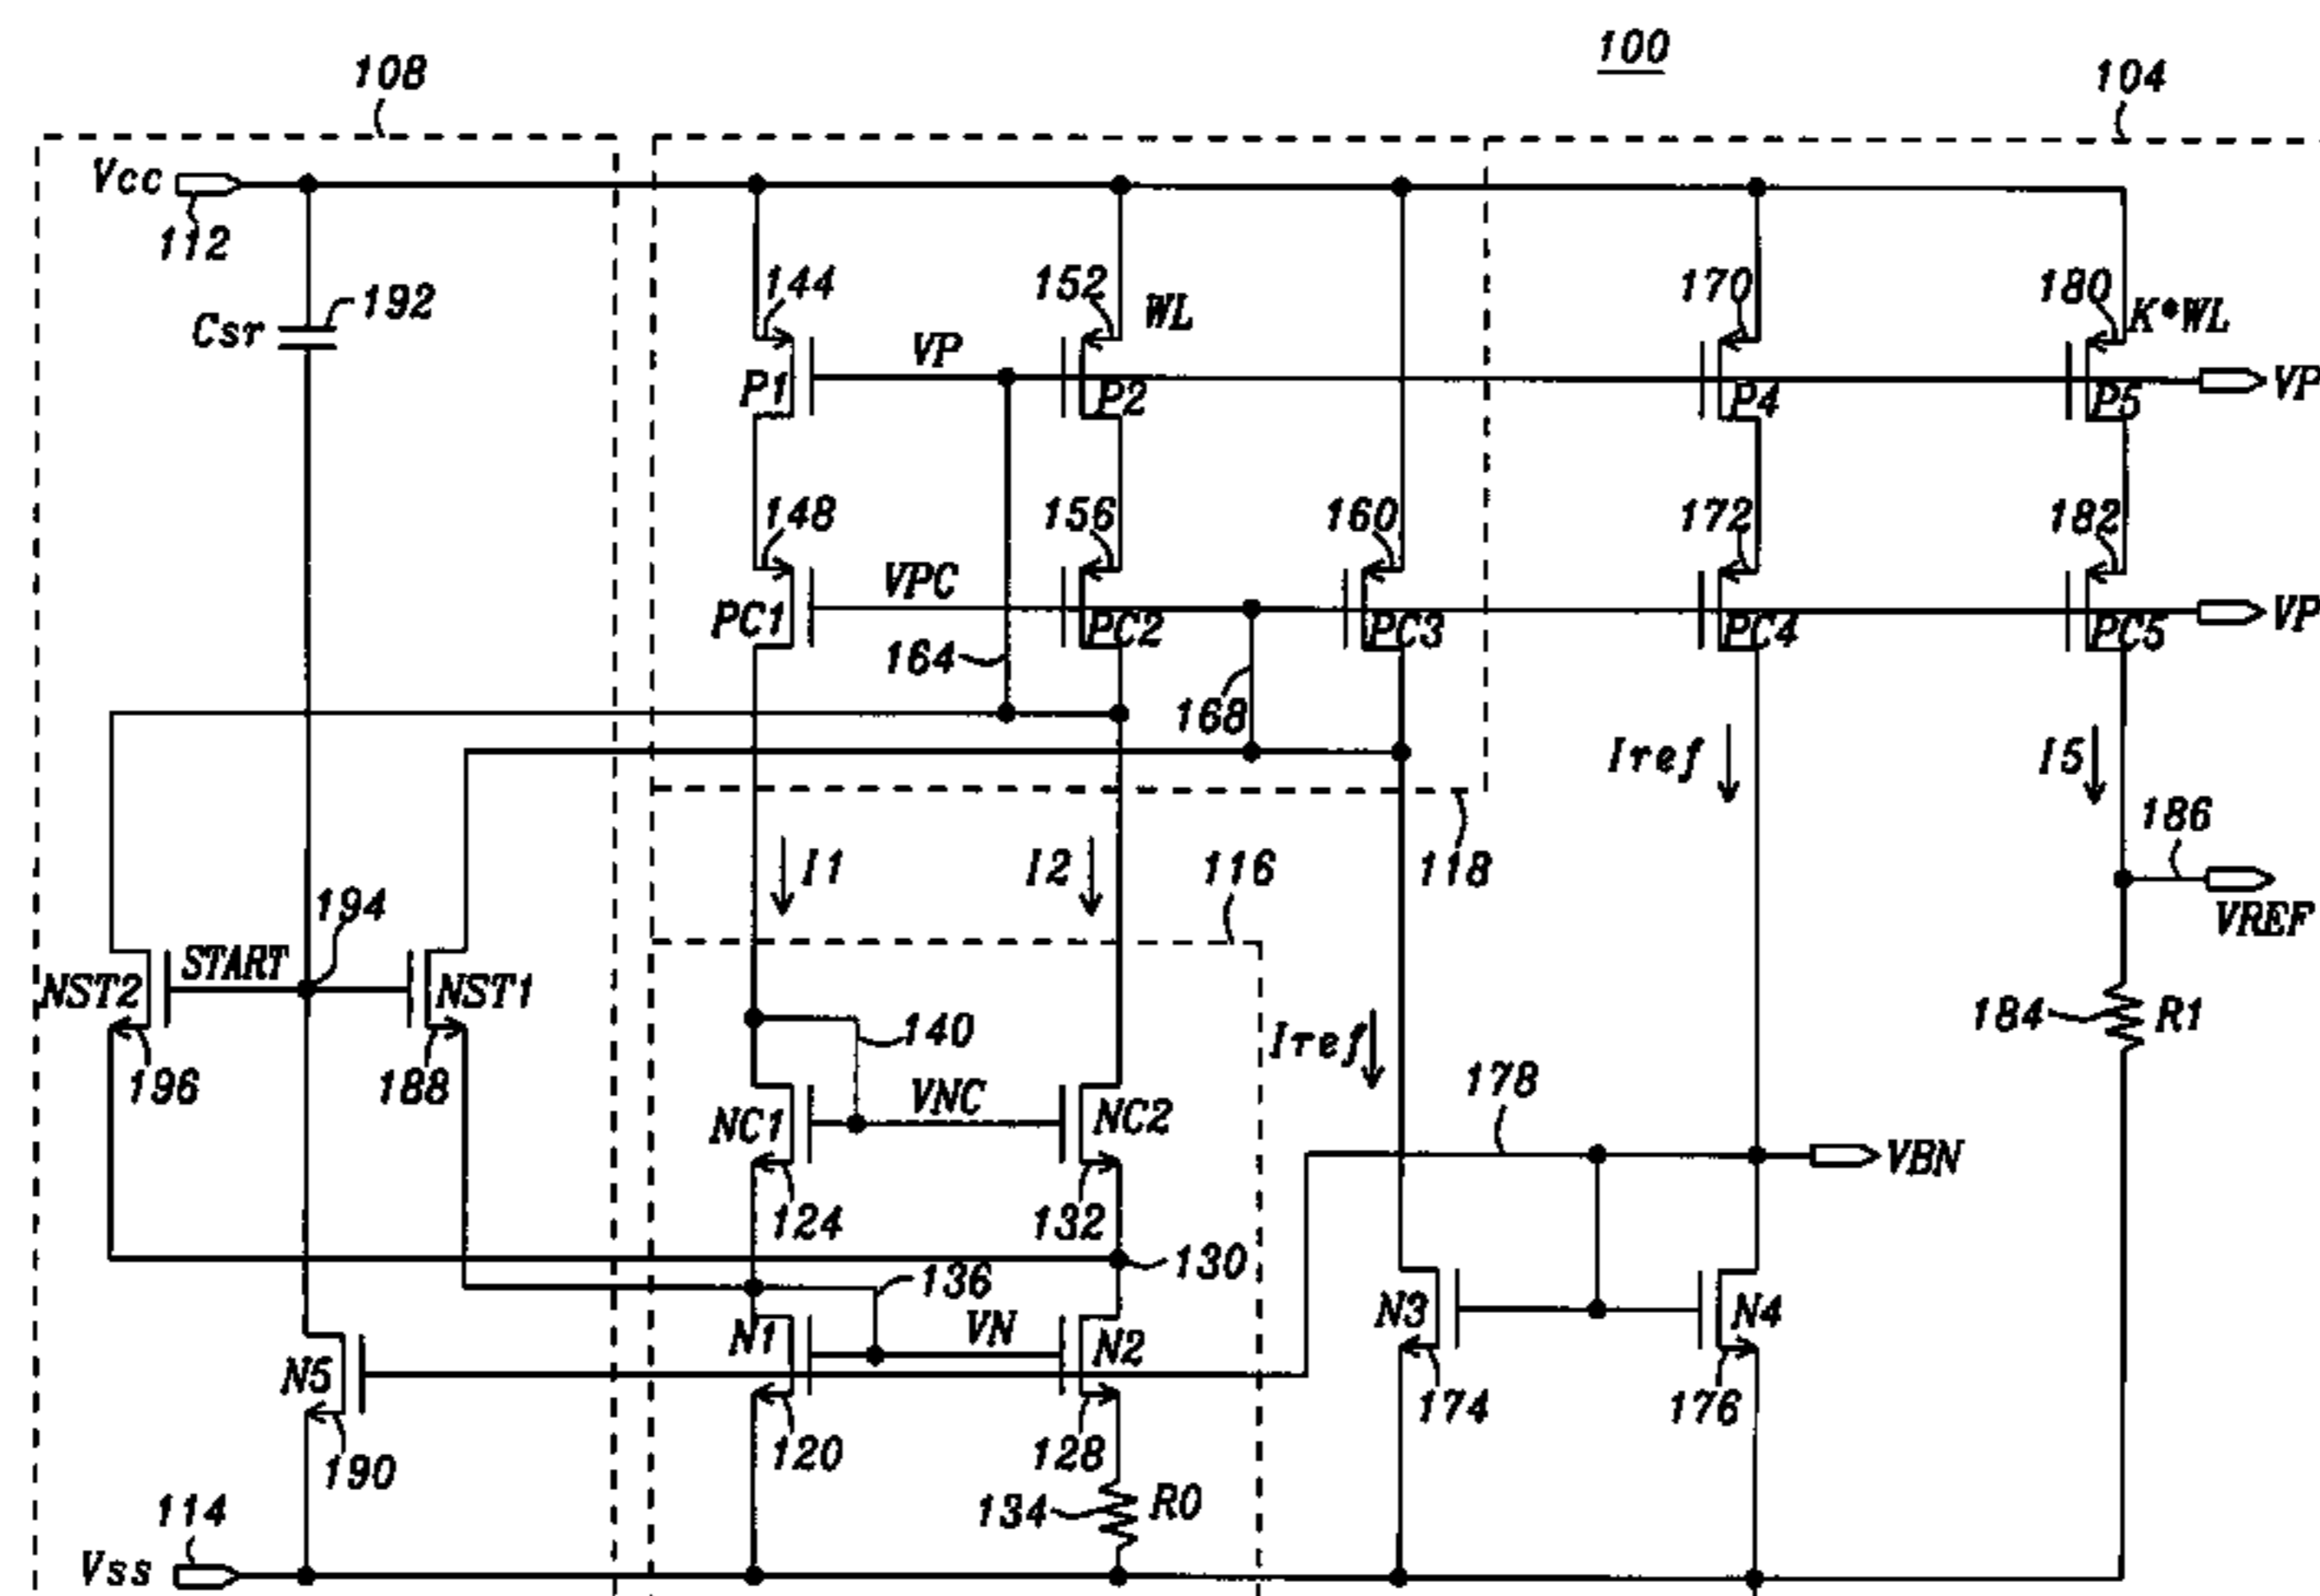 100
108
104
Vcc
112
144
152
WL
170
180
K*WL
Csr
192
VP
P1
P2
P4
P5
VP
148
156
160
172
182
VPC
PC1
PC2
PC3
PC4
PC5
VP
164
168
Iref
I5
186
I1
I2
116
118
VREF
194
START
NST2
NST1
140
Iref
184
R1
196
188
178
NC1
VNC
NC2
VBN
124
132
130
136
N1
VN
N2
N3
N4
N5
120
128
174
176
190
134
R0
114
Vss